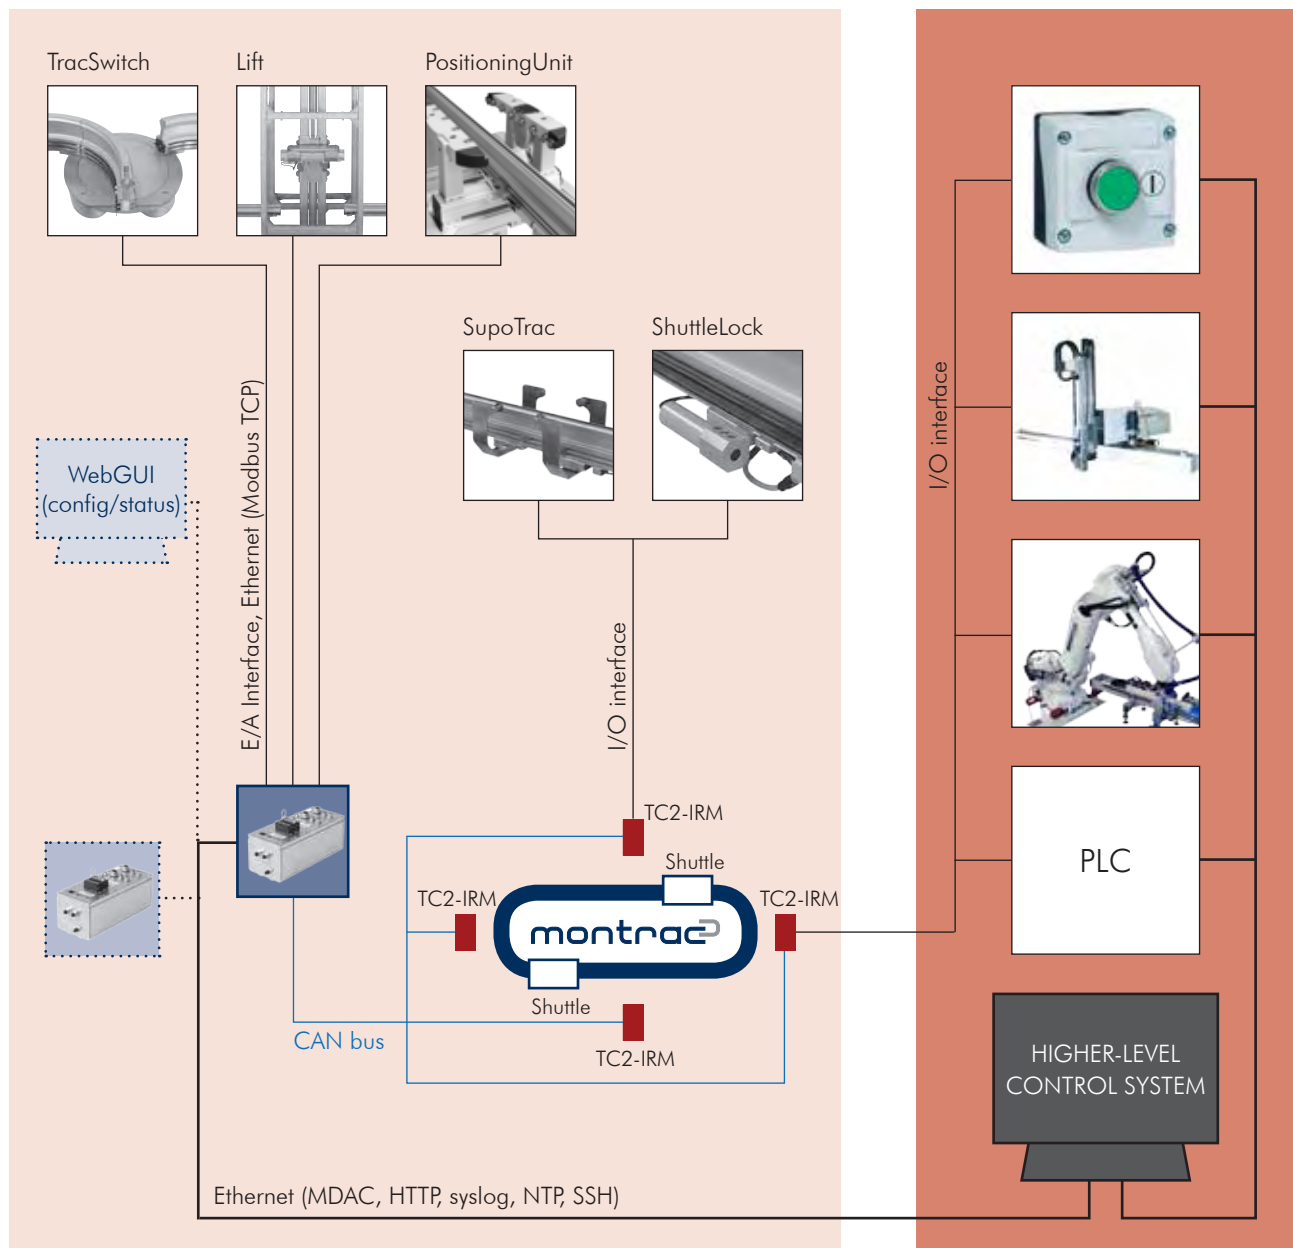 TracSwitch
Lift
PositioningUnit
SupoTrac
ShuttleLock
WebGUI
(config/status)
E/A Interface, Ethernet (Modbus TCP)
I/O interface
I/O interface
TC2-IRM
Shuttle
TC2-IRM
TC2-IRM
montrac
Shuttle
CAN bus
TC2-IRM
PLC
HIGHER-LEVEL
CONTROL SYSTEM
Ethernet (MDAC, HTTP, syslog, NTP, SSH)